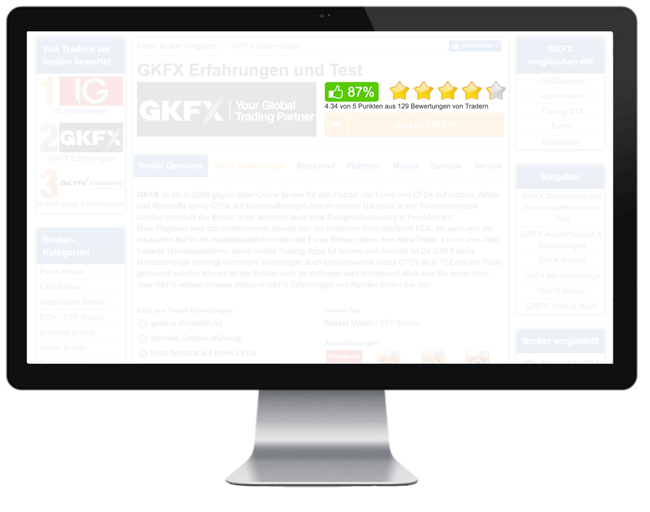 Von Tradern am
besten bewertet
1 IG
IG Erfahrungen
2 GKFX
GKFX Erfahrungen
3 ACTIVTRADES
ActivTrades Erfahrungen
Broker-
Kategorien
Forex Broker
CFD Broker
MetaTrader Broker
ECN / STP Broker
Scalping Broker
Aktien Broker
Forex Broker Vergleich
GKFX Erfahrungen
Gefällt mir
GKFX Erfahrungen und Test
GKFX Your Global
Trading Partner
87%
4.34 von 5 Punkten aus 129 Bewertungen von Tradern
GKFX >>
Broker Übersicht
GKFX Erfahrungen
Steckbrief
Plattform
Märkte
Spreads
Service
GKFX ist ein in 2009 gegründeter Online Broker für den Handel von Forex und CFDs auf Indizes, Aktien
und Rohstoffe sowie CFDs auf Kryptowährungen.Neben seinem Hauptsitz in der Finanzmetropole
London unterhält der Broker unter anderem auch eine Zweigniederlassung in Frankfurt am
Main.Reguliert wird das Unternehmen sowohl von der britischen Finanzaufsicht FCA, als auch von der
deutschen BaFin.Als Handelsplattform bietet der Forex Broker neben dem MetaTrader 4 noch eine Web-
basierte Handelsplattform, sowie mobile Trading Apps für Iphone und Android an.Da GKFX keine
Mindesteinlage verlangt und neben Währungen auch beispielsweise Index-CFDs ab 0.10 Euro pro Punkt
gehandelt werden können ist der Broker auch für Anfänger sehr interessant.Alles was Sie sonst noch
über GKFX wissen müssen inklusive GKFX Erfahrungen von Kunden finden Sie hier.
Fazit aus Trader-Bewertungen
genaue Kursstellung
schnelle Orderausführung
feste Spreads auf Index CFDs
Broker-Typ
Market Maker / STP Broker
Auszeichnungen
GKFX
vergleichen mit
CMCMarkets
ActivTrades
Trading 212
FxPro
Dukascopy
Ratgeber
GKFX Demokonto und
Handelsplattformen im
Test
GKFX Auszahlungen &
Einzahlungen
GKFX Konten
GKFX Mindesteinlage
GKFX Bonus
GKFX Trading Apps
Broker vorgestellt